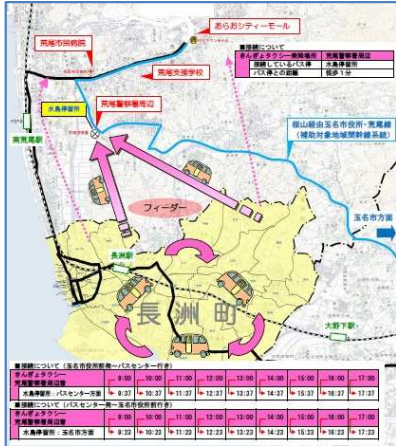 あらおシティーモール
荒尾市民病院
■接続について
きんぎょタクシー乗降場所 荒尾警察署周辺
接続しているバス停 水島停留所
バス停との距離 徒歩1分
荒尾支援学校
水島停留所
荒尾警察署周辺
南荒尾駅
樺山経由玉名市役所・荒尾線
(補助対象地域間幹線系統)
玉名市方面
フィーダー
長洲駅
長洲町
大野下駅
■接続について(玉名市役所前発→バスセンター行き)
きんぎょタクシー
荒尾警察署周辺着 9:00 10:00 11:00 12:00 13:00 14:00 15:00 16:00 17:00
水島停留所:バスセンター方面 9:37 10:37 11:37 12:37 13:37 14:37 15:37 16:37 17:37
■接続について(バスセンター発→玉名市役所前行き)
きんぎょタクシー
荒尾警察署周辺着 9:00 10:00 11:00 12:00 13:00 14:00 15:00 16:00 17:00
水島停留所:玉名方面 9:23 10:23 11:23 12:23 13:23 14:23 15:23 16:23 17:23